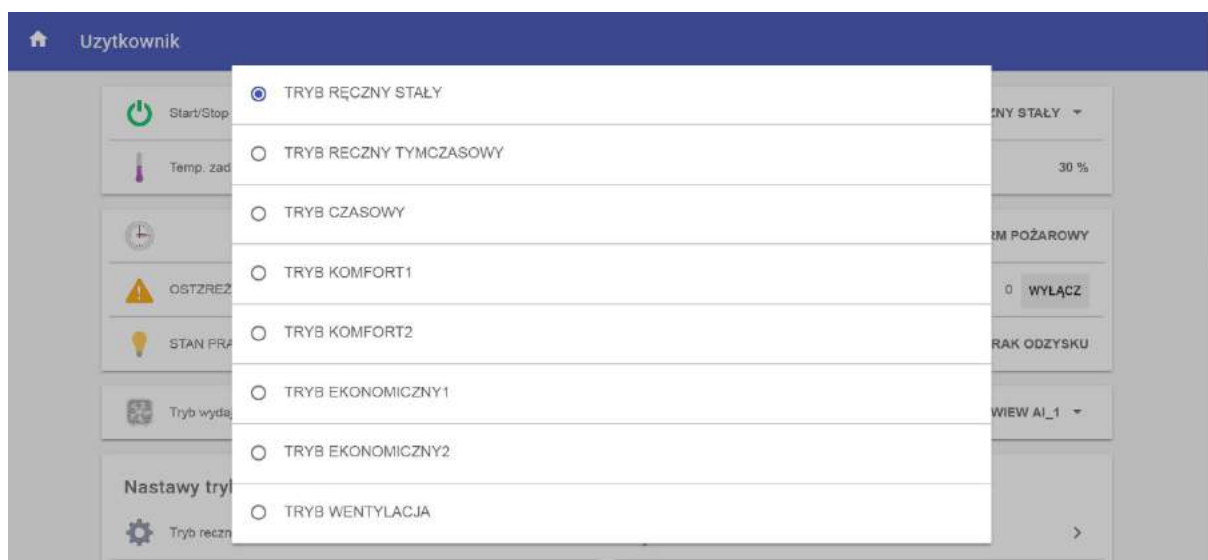 Uzytkownik
TRYB RĘCZNY STAŁY
Start/Stop
ZNY STAŁY
TRYB RECZNY TYMCZASOWY
Temp. zad
30 %
TRYB CZASOWY
RM POŻAROWY
TRYB KOMFORT1
OSTZREŻ
0 WYŁĄCZ
TRYB KOMFORT2
STAN PRA
RAK ODZYSKU
TRYB EKONOMICZNY1
Tryb wydaj
WIEW AI_1
TRYB EKONOMICZNY2
Nastawy tryl
TRYB WENTYLACJA
Tryb reczn